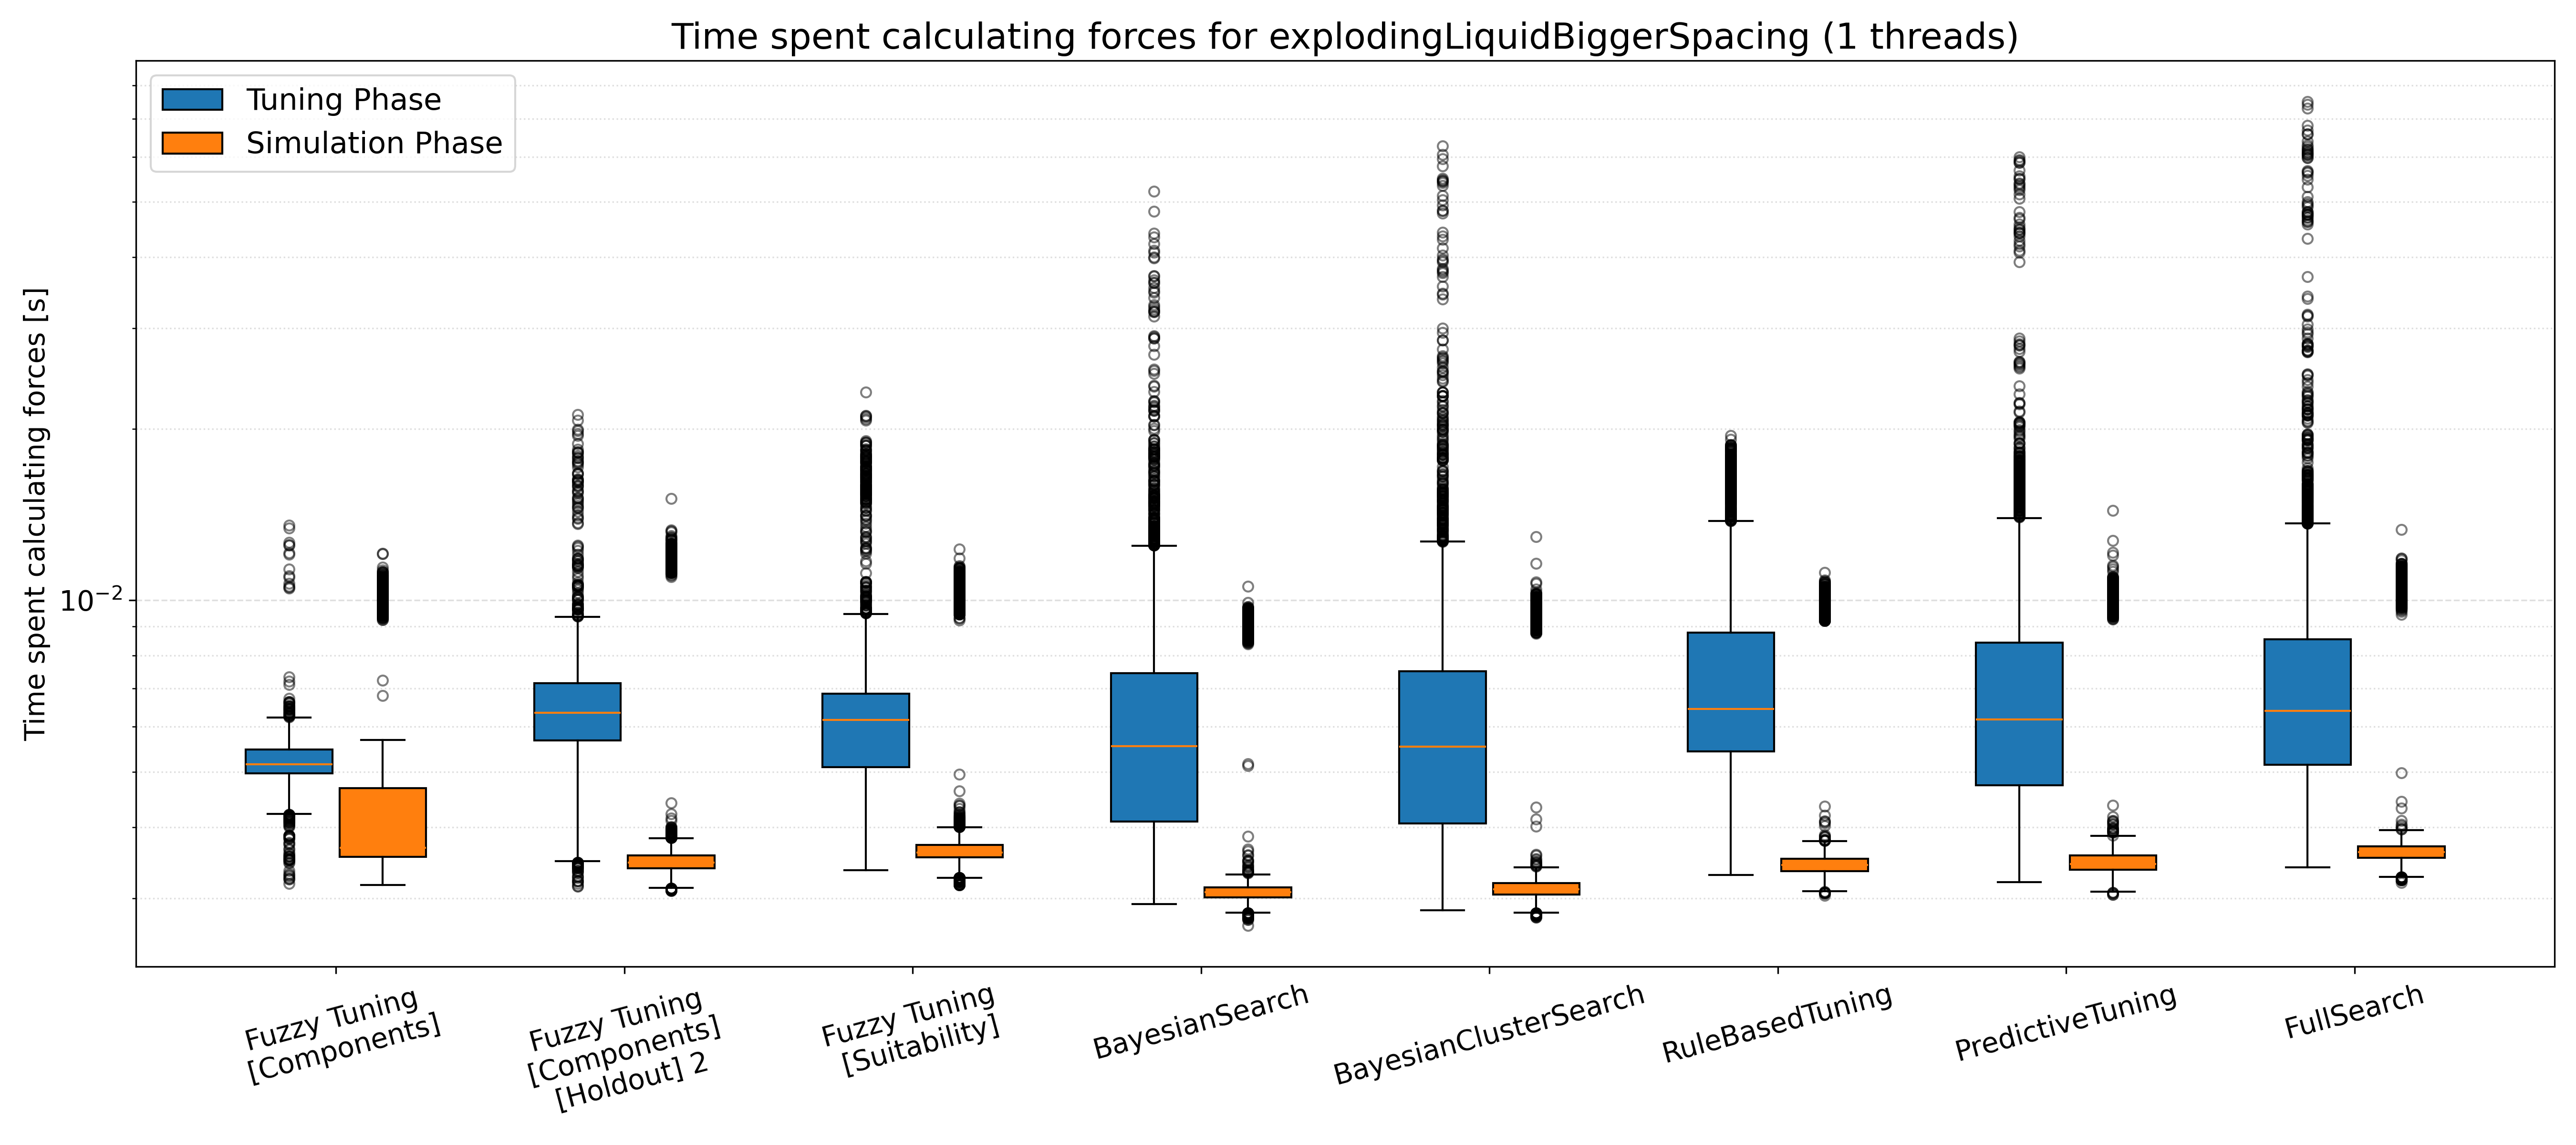 Time spent calculating forces for explodingLiquidBiggerSpacing (1 threads)
Tuning Phase
Simulation Phase
Time spent calculating forces [s]
10⁻²
Fuzzy Tuning
[Components]
Fuzzy Tuning
[Components]
[Holdout] 2
Fuzzy Tuning
[Suitability]
BayesianSearch
BayesianClusterSearch
RuleBasedTuning
PredictiveTuning
FullSearch